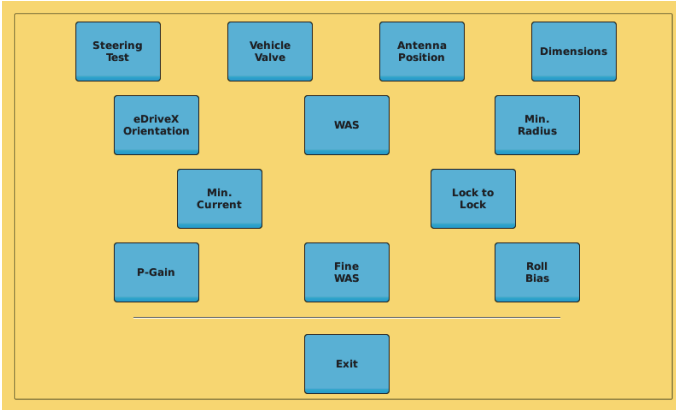 Steering
Test
Vehicle
Valve
Antenna
Position
Dimensions
eDriveX
Orientation
WAS
Min.
Radius
Min.
Current
Lock to
Lock
P-Gain
Fine
WAS
Roll
Bias
Exit